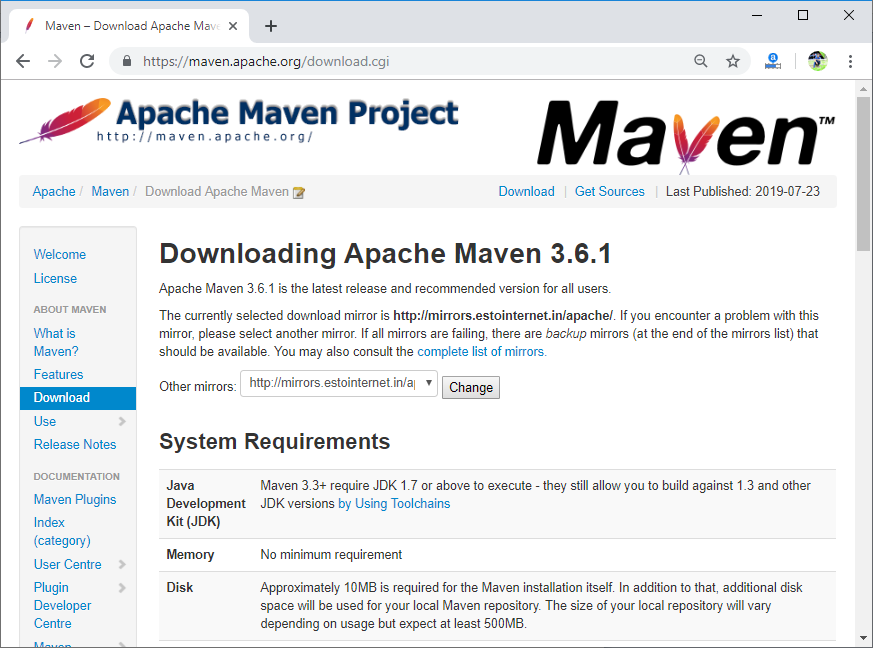 Maven – Download Apache Mave
https://maven.apache.org/download.cgi
Apache Maven Project
http://maven.apache.org/
Maven™
Apache / Maven / Download Apache Maven
Download | Get Sources | Last Published: 2019-07-23
Welcome
License
ABOUT MAVEN
What is
Maven?
Features
Download
Use
Release Notes
DOCUMENTATION
Maven Plugins
Index
(category)
User Centre
Plugin
Developer
Centre
Maven
Downloading Apache Maven 3.6.1
Apache Maven 3.6.1 is the latest release and recommended version for all users.
The currently selected download mirror is http://mirrors.estointernet.in/apache/. If you encounter a problem with this
mirror, please select another mirror. If all mirrors are failing, there are backup mirrors (at the end of the mirrors list) that
should be available. You may also consult the complete list of mirrors.
Other mirrors: http://mirrors.estointernet.in/ap Change
System Requirements
Java
Development
Kit (JDK)
Maven 3.3+ require JDK 1.7 or above to execute - they still allow you to build against 1.3 and other
JDK versions by Using Toolchains
Memory
No minimum requirement
Disk
Approximately 10MB is required for the Maven installation itself. In addition to that, additional disk
space will be used for your local Maven repository. The size of your local repository will vary
depending on usage but expect at least 500MB.